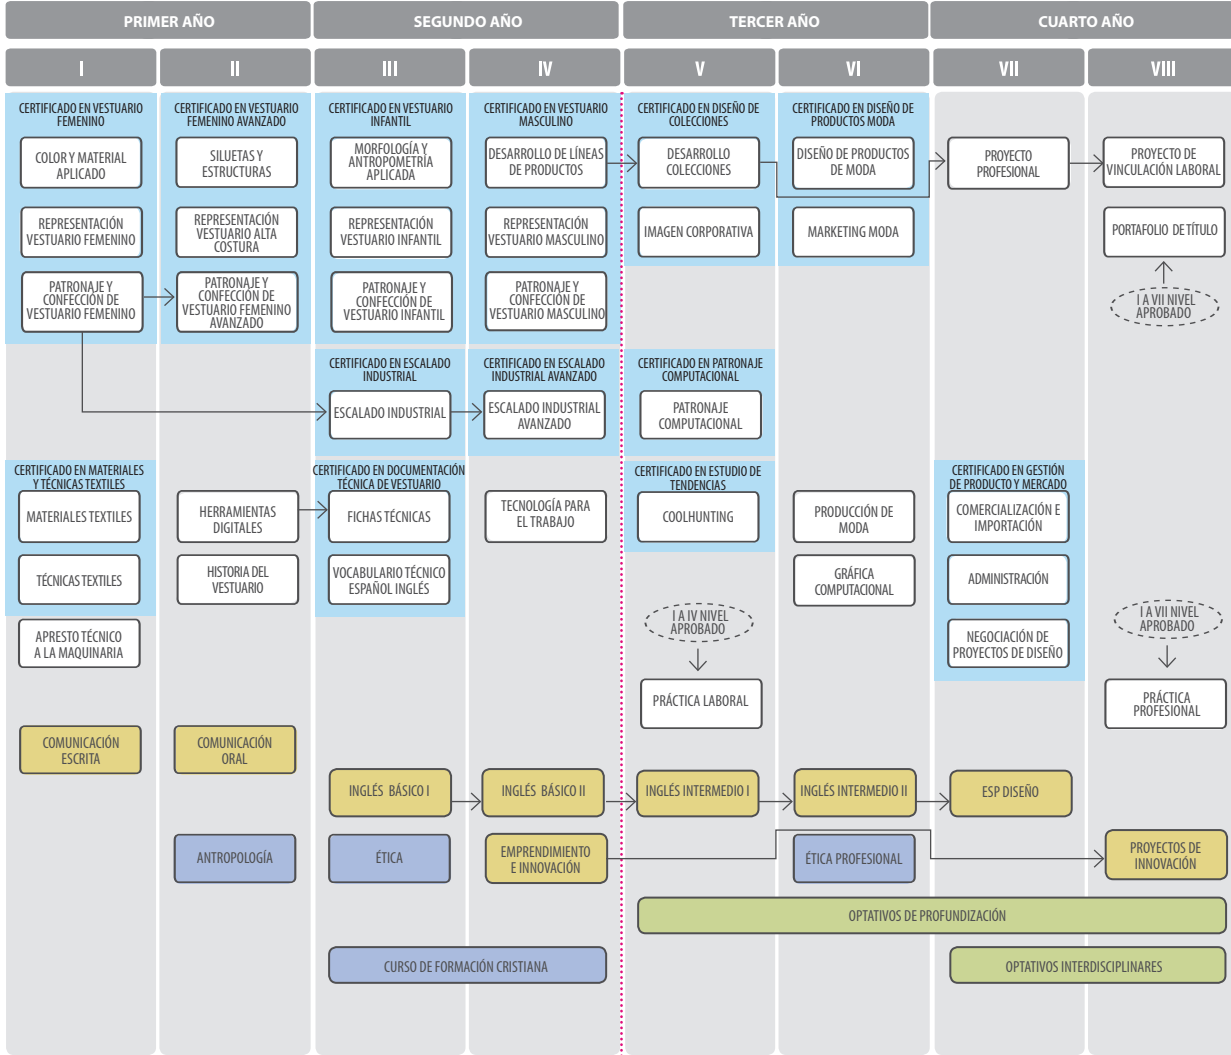 PRIMER AÑO
SEGUNDO AÑO
TERCER AÑO
CUARTO AÑO
I
II
III
IV
V
VI
VII
VIII
CERTIFICADO EN VESTUARIO
FEMENINO
COLOR Y MATERIAL
APLICADO
REPRESENTACIÓN
VESTUARIO FEMENINO
PATRONAJE Y
CONFECCIÓN DE
VESTUARIO FEMENINO
CERTIFICADO EN VESTUARIO
FEMENINO AVANZADO
SILUETAS Y
ESTRUCTURAS
REPRESENTACIÓN
VESTUARIO ALTA
COSTURA
PATRONAJE Y
CONFECCIÓN DE
VESTUARIO FEMENINO
AVANZADO
CERTIFICADO EN VESTUARIO
INFANTIL
MORFOLOGÍA Y
ANTROPOMETRÍA
APLICADA
REPRESENTACIÓN
VESTUARIO INFANTIL
PATRONAJE Y
CONFECCIÓN DE
VESTUARIO INFANTIL
CERTIFICADO EN VESTUARIO
MASCULINO
DESARROLLO DE LÍNEAS
DE PRODUCTOS
REPRESENTACIÓN
VESTUARIO MASCULINO
PATRONAJE Y
CONFECCIÓN DE
VESTUARIO MASCULINO
CERTIFICADO EN DISEÑO DE
COLECCIONES
DESARROLLO
COLECCIONES
IMAGEN CORPORATIVA
CERTIFICADO EN DISEÑO DE
PRODUCTOS MODA
DISEÑO DE PRODUCTOS
DE MODA
MARKETING MODA
PROYECTO
PROFESIONAL
PROYECTO DE
VINCULACIÓN LABORAL
PORTAFOLIO DE TÍTULO
I A VII NIVEL
APROBADO
CERTIFICADO EN ESCALADO
INDUSTRIAL
ESCALADO INDUSTRIAL
CERTIFICADO EN ESCALADO
INDUSTRIAL AVANZADO
ESCALADO INDUSTRIAL
AVANZADO
CERTIFICADO EN PATRONAJE
COMPUTACIONAL
PATRONAJE
COMPUTACIONAL
CERTIFICADO EN MATERIALES
Y TÉCNICAS TEXTILES
MATERIALES TEXTILES
TÉCNICAS TEXTILES
APRESTO TÉCNICO
A LA MAQUINARIA
HERRAMIENTAS
DIGITALES
HISTORIA DEL
VESTUARIO
CERTIFICADO EN DOCUMENTACIÓN
TÉCNICA DE VESTUARIO
FICHAS TÉCNICAS
VOCABULARIO TÉCNICO
ESPAÑOL INGLÉS
TECNOLOGÍA PARA
EL TRABAJO
CERTIFICADO EN ESTUDIO DE
TENDENCIAS
COOLHUNTING
I A IV NIVEL
APROBADO
PRÁCTICA LABORAL
PRODUCCIÓN DE
MODA
GRÁFICA
COMPUTACIONAL
CERTIFICADO EN GESTIÓN
DE PRODUCTO Y MERCADO
COMERCIALIZACIÓN E
IMPORTACIÓN
ADMINISTRACIÓN
NEGOCIACIÓN DE
PROYECTOS DE DISEÑO
I A VII NIVEL
APROBADO
PRÁCTICA
PROFESIONAL
COMUNICACIÓN
ESCRITA
COMUNICACIÓN
ORAL
INGLÉS BÁSICO I
INGLÉS BÁSICO II
INGLÉS INTERMEDIO I
INGLÉS INTERMEDIO II
ESP DISEÑO
ANTROPOLOGÍA
ÉTICA
EMPRENDIMIENTO
E INNOVACIÓN
ÉTICA PROFESIONAL
PROYECTOS DE
INNOVACIÓN
OPTATIVOS DE PROFUNDIZACIÓN
CURSO DE FORMACIÓN CRISTIANA
OPTATIVOS INTERDISCIPLINARES